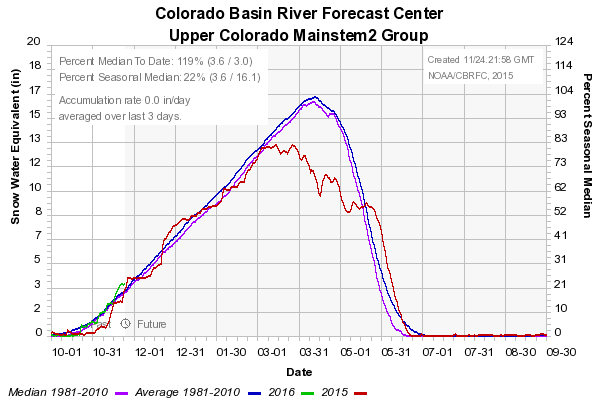 Colorado Basin River Forecast Center
Upper Colorado Mainstem2 Group
Percent Median To Date: 119% (3.6 / 3.0)
Percent Seasonal Median: 22% (3.6 / 16.1)
Accumulation rate 0.0 in/day
averaged over last 3 days.
Created 11/24.21:58 GMT
NOAA/CBRFC, 2015
Snow Water Equivalent (in)
20
18
17
15
13
12
10
8
7
5
3
2
0
Percent Seasonal Median
124
114
104
93
83
73
62
52
41
31
21
10
0
Past Future
10-01 10-31 12-01 12-31 01-30 03-01 03-31 05-01 05-31 07-01 07-31 08-30 09-30
Date
Median 1981-2010 Average 1981-2010 2016 2015